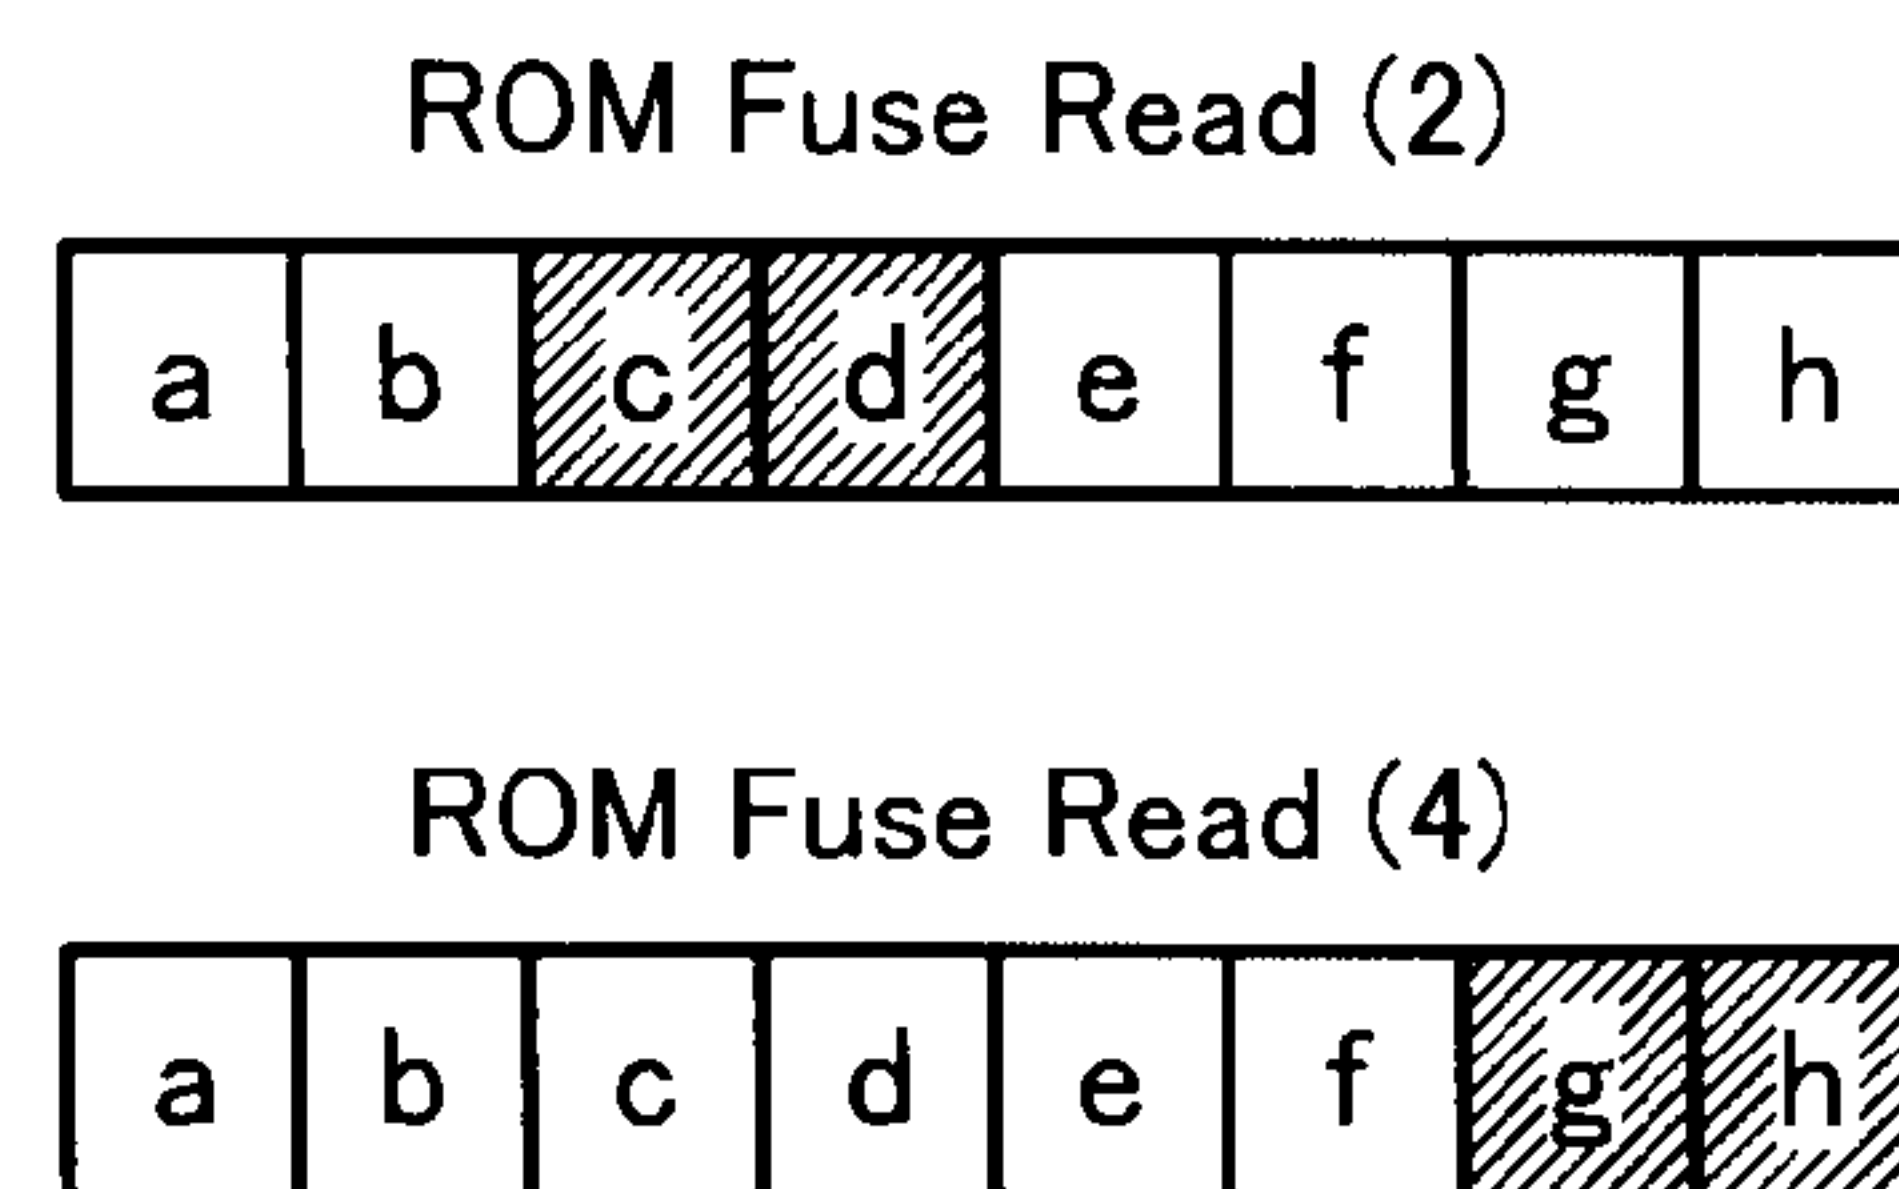 ROM Fuse Read (2)
a b c d e f g h
ROM Fuse Read (4)
a b c d e f g h